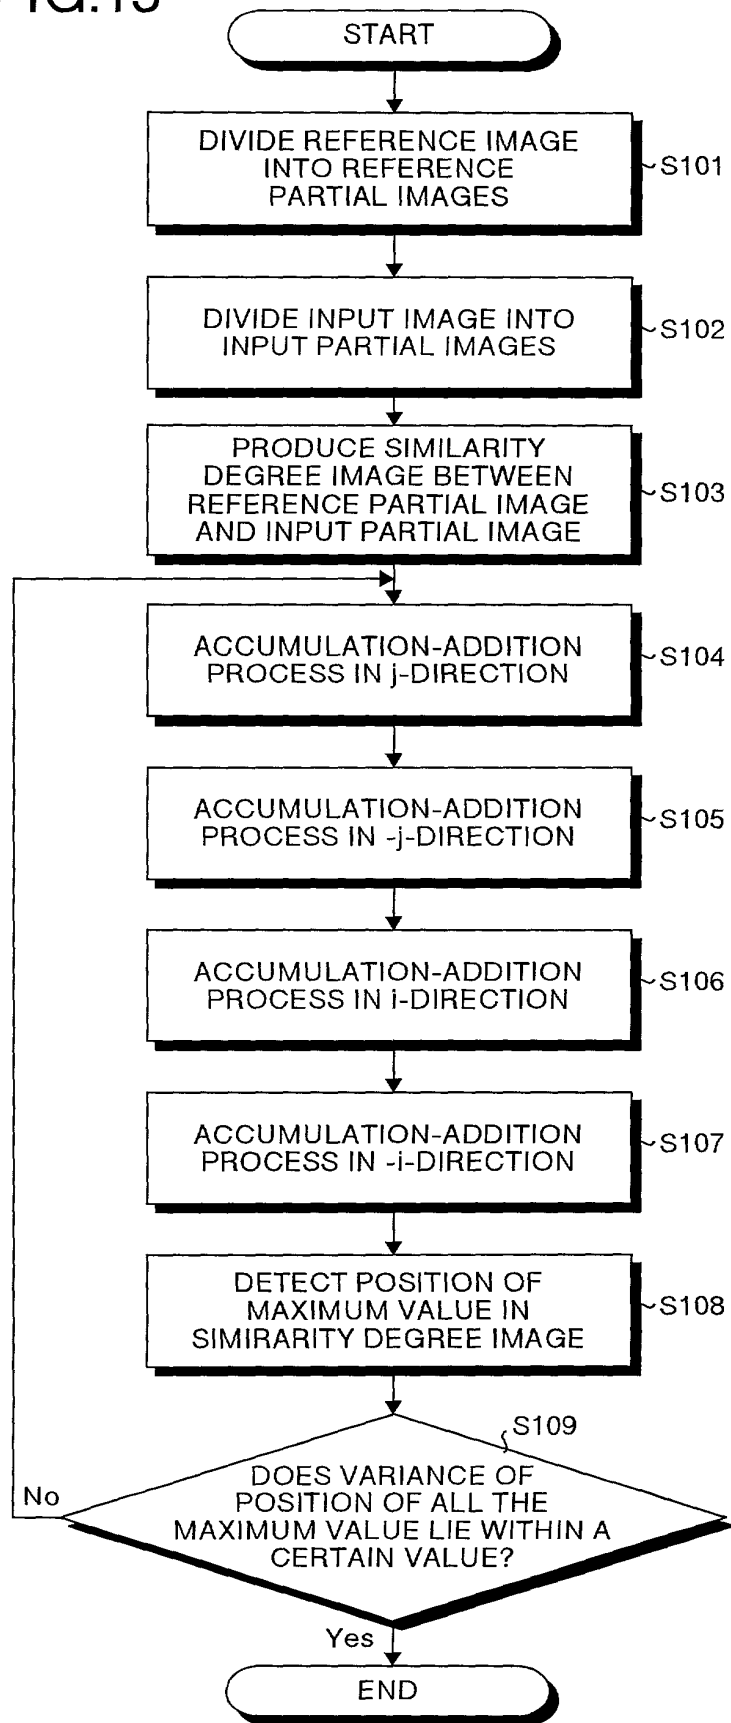 FIG.15
START
DIVIDE REFERENCE IMAGE
INTO REFERENCE
PARTIAL IMAGES
S101
DIVIDE INPUT IMAGE INTO
INPUT PARTIAL IMAGES
S102
PRODUCE SIMILARITY
DEGREE IMAGE BETWEEN
REFERENCE PARTIAL IMAGE
AND INPUT PARTIAL IMAGE
S103
ACCUMULATION-ADDITION
PROCESS IN j-DIRECTION
S104
ACCUMULATION-ADDITION
PROCESS IN -j-DIRECTION
S105
ACCUMULATION-ADDITION
PROCESS IN i-DIRECTION
S106
ACCUMULATION-ADDITION
PROCESS IN -i-DIRECTION
S107
DETECT POSITION OF
MAXIMUM VALUE IN
SIMIRARITY DEGREE IMAGE
S108
S109
DOES VARIANCE OF
POSITION OF ALL THE
MAXIMUM VALUE LIE WITHIN A
CERTAIN VALUE?
No
Yes
END